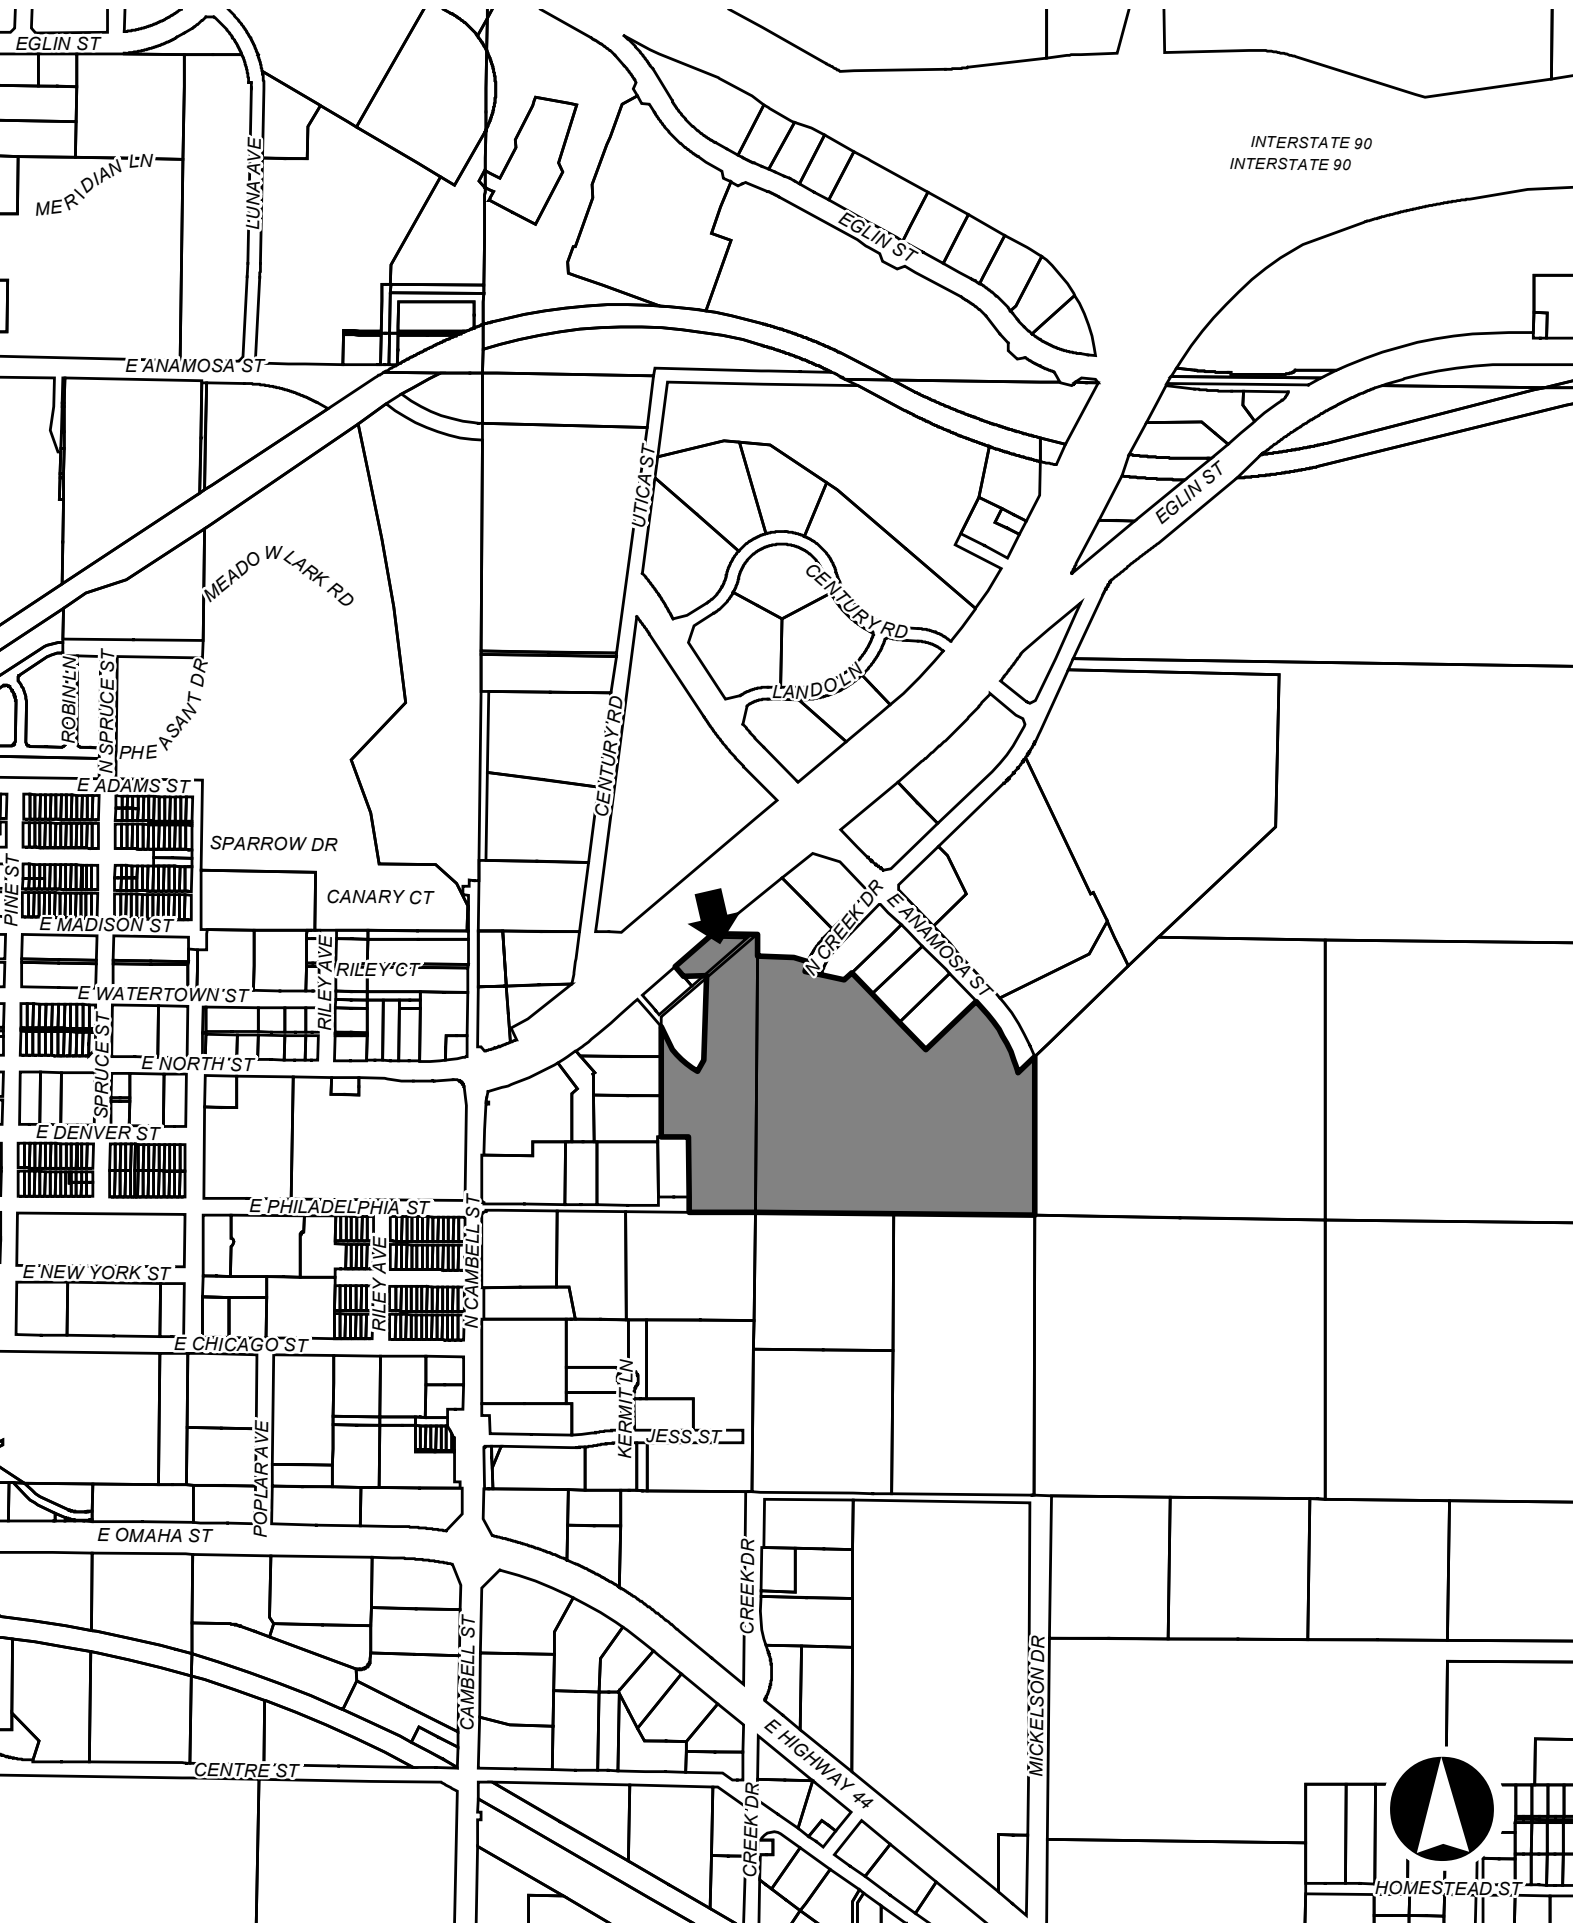 EGLIN ST
INTERSTATE 90
INTERSTATE 90
MERIDIAN LN
LUNA AVE
EGLIN ST
E ANAMOSA ST
UTICA ST
EGLIN ST
MEADOW LARK RD
CENTURY RD
LANDO LN
ROBIN LN
N SPRUCE ST
PHEASANT DR
CENTURY RD
E ADAMS ST
SPARROW DR
PINE ST
CANARY CT
E MADISON ST
N CREEK DR
E ANAMOSA ST
RILEY AVE
RILEY CT
E WATERTOWN ST
SPRUCE ST
E NORTH ST
E DENVER ST
E PHILADELPHIA ST
N CAMBELL ST
RILEY AVE
E NEW YORK ST
E CHICAGO ST
KERMIT LN
JESS ST
POPLAR AVE
E OMAHA ST
CREEK DR
CAMBELL ST
MICKELSON DR
E HIGHWAY 44
CENTRE ST
CREEK DR
HOMESTEAD ST